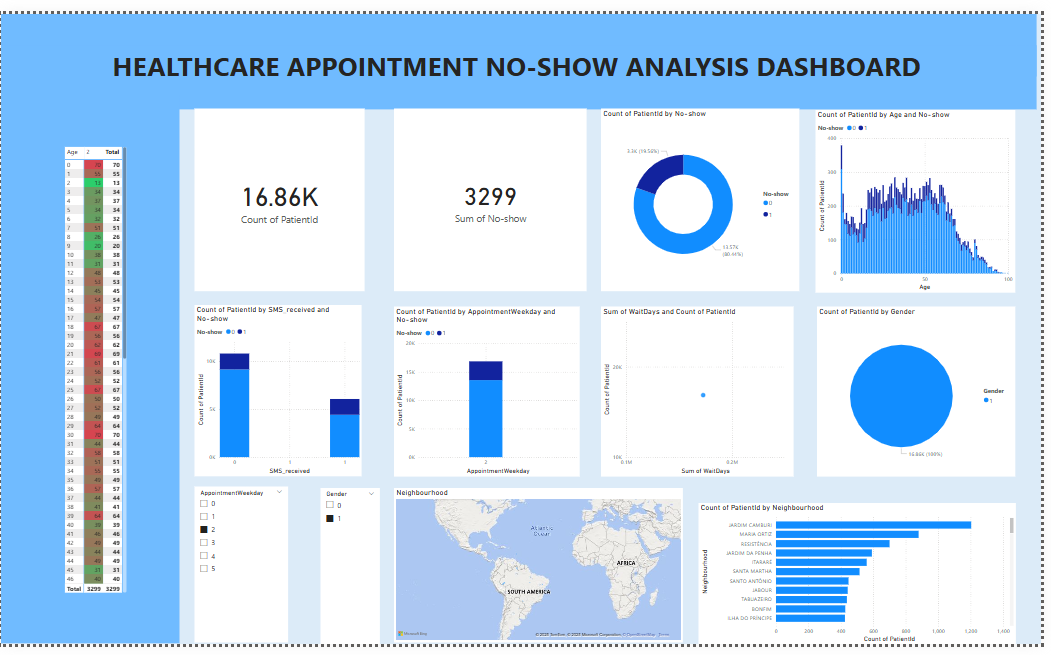 HEALTHCARE APPOINTMENT NO-SHOW ANALYSIS DASHBOARD
Age 2 Total
0 70 70
1 55 55
2 13 13
3 34 34
4 37 37
5 34 34
6 32 32
7 51 51
8 26 26
9 20 20
10 38 38
11 31 31
12 48 48
13 53 53
14 45 45
15 54 54
16 57 57
17 47 47
18 67 67
19 56 56
20 62 62
21 69 69
22 61 61
23 56 56
24 52 52
25 67 67
26 50 50
27 52 52
28 49 49
29 64 64
30 70 70
31 44 44
32 58 58
33 51 51
34 55 55
35 49 49
36 57 57
37 44 44
38 41 41
39 64 64
40 39 39
41 46 46
42 49 49
43 44 44
44 49 49
45 31 31
46 40 40
Total 3299 3299
16.86K
Count of PatientId
3299
Sum of No-show
Count of PatientId by No-show
3.3K (19.56%)
13.57K
(80.44%)
No-show
0
1
Count of PatientId by Age and No-show
No-show 0 1
Count of PatientId
400
300
200
100
0
0 50 100
Age
Count of PatientId by SMS_received and
No-show
No-show 0 1
Count of PatientId
10K
5K
0K
0 1
SMS_received
Count of PatientId by AppointmentWeekday and
No-show
No-show 0 1
Count of PatientId
20K
15K
10K
5K
0K
2
AppointmentWeekday
Sum of WaitDays and Count of PatientId
Count of PatientId
20K
10K
0.1M 0.2M
Sum of WaitDays
Count of PatientId by Gender
Gender
1
16.86K (100%)
AppointmentWeekday
0
1
2
3
4
5
Gender
0
1
Neighbourhood
Atlantic
Ocean
AFRICA
SOUTH AMERICA
Microsoft Bing
© 2025 TomTom, © 2025 Microsoft Corporation, © OpenStreetMap Terms
Count of PatientId by Neighbourhood
Neighbourhood
JARDIM CAMBURI
MARIA ORTIZ
RESISTÊNCIA
JARDIM DA PENHA
ITARARÉ
SANTA MARTHA
SANTO ANTÔNIO
JABOUR
TABUAZEIRO
BONFIM
ILHA DO PRÍNCIPE
0 200 400 600 800 1,000 1,200 1,400
Count of PatientId